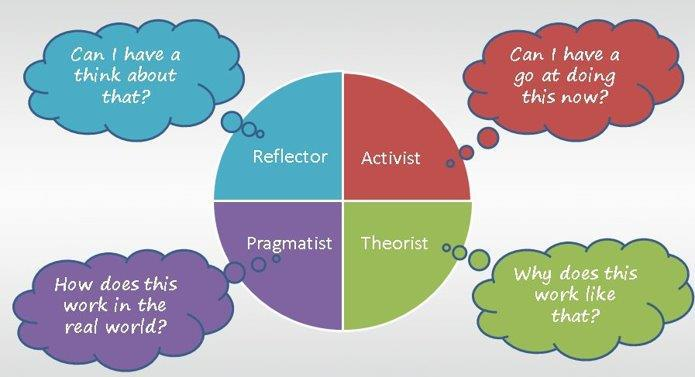 Can I have a
think about
that?
Can I have a
go at doing
this now?
Reflector
Activist
Pragmatist
Theorist
How does this
work in the
real world?
Why does this
work like
that?